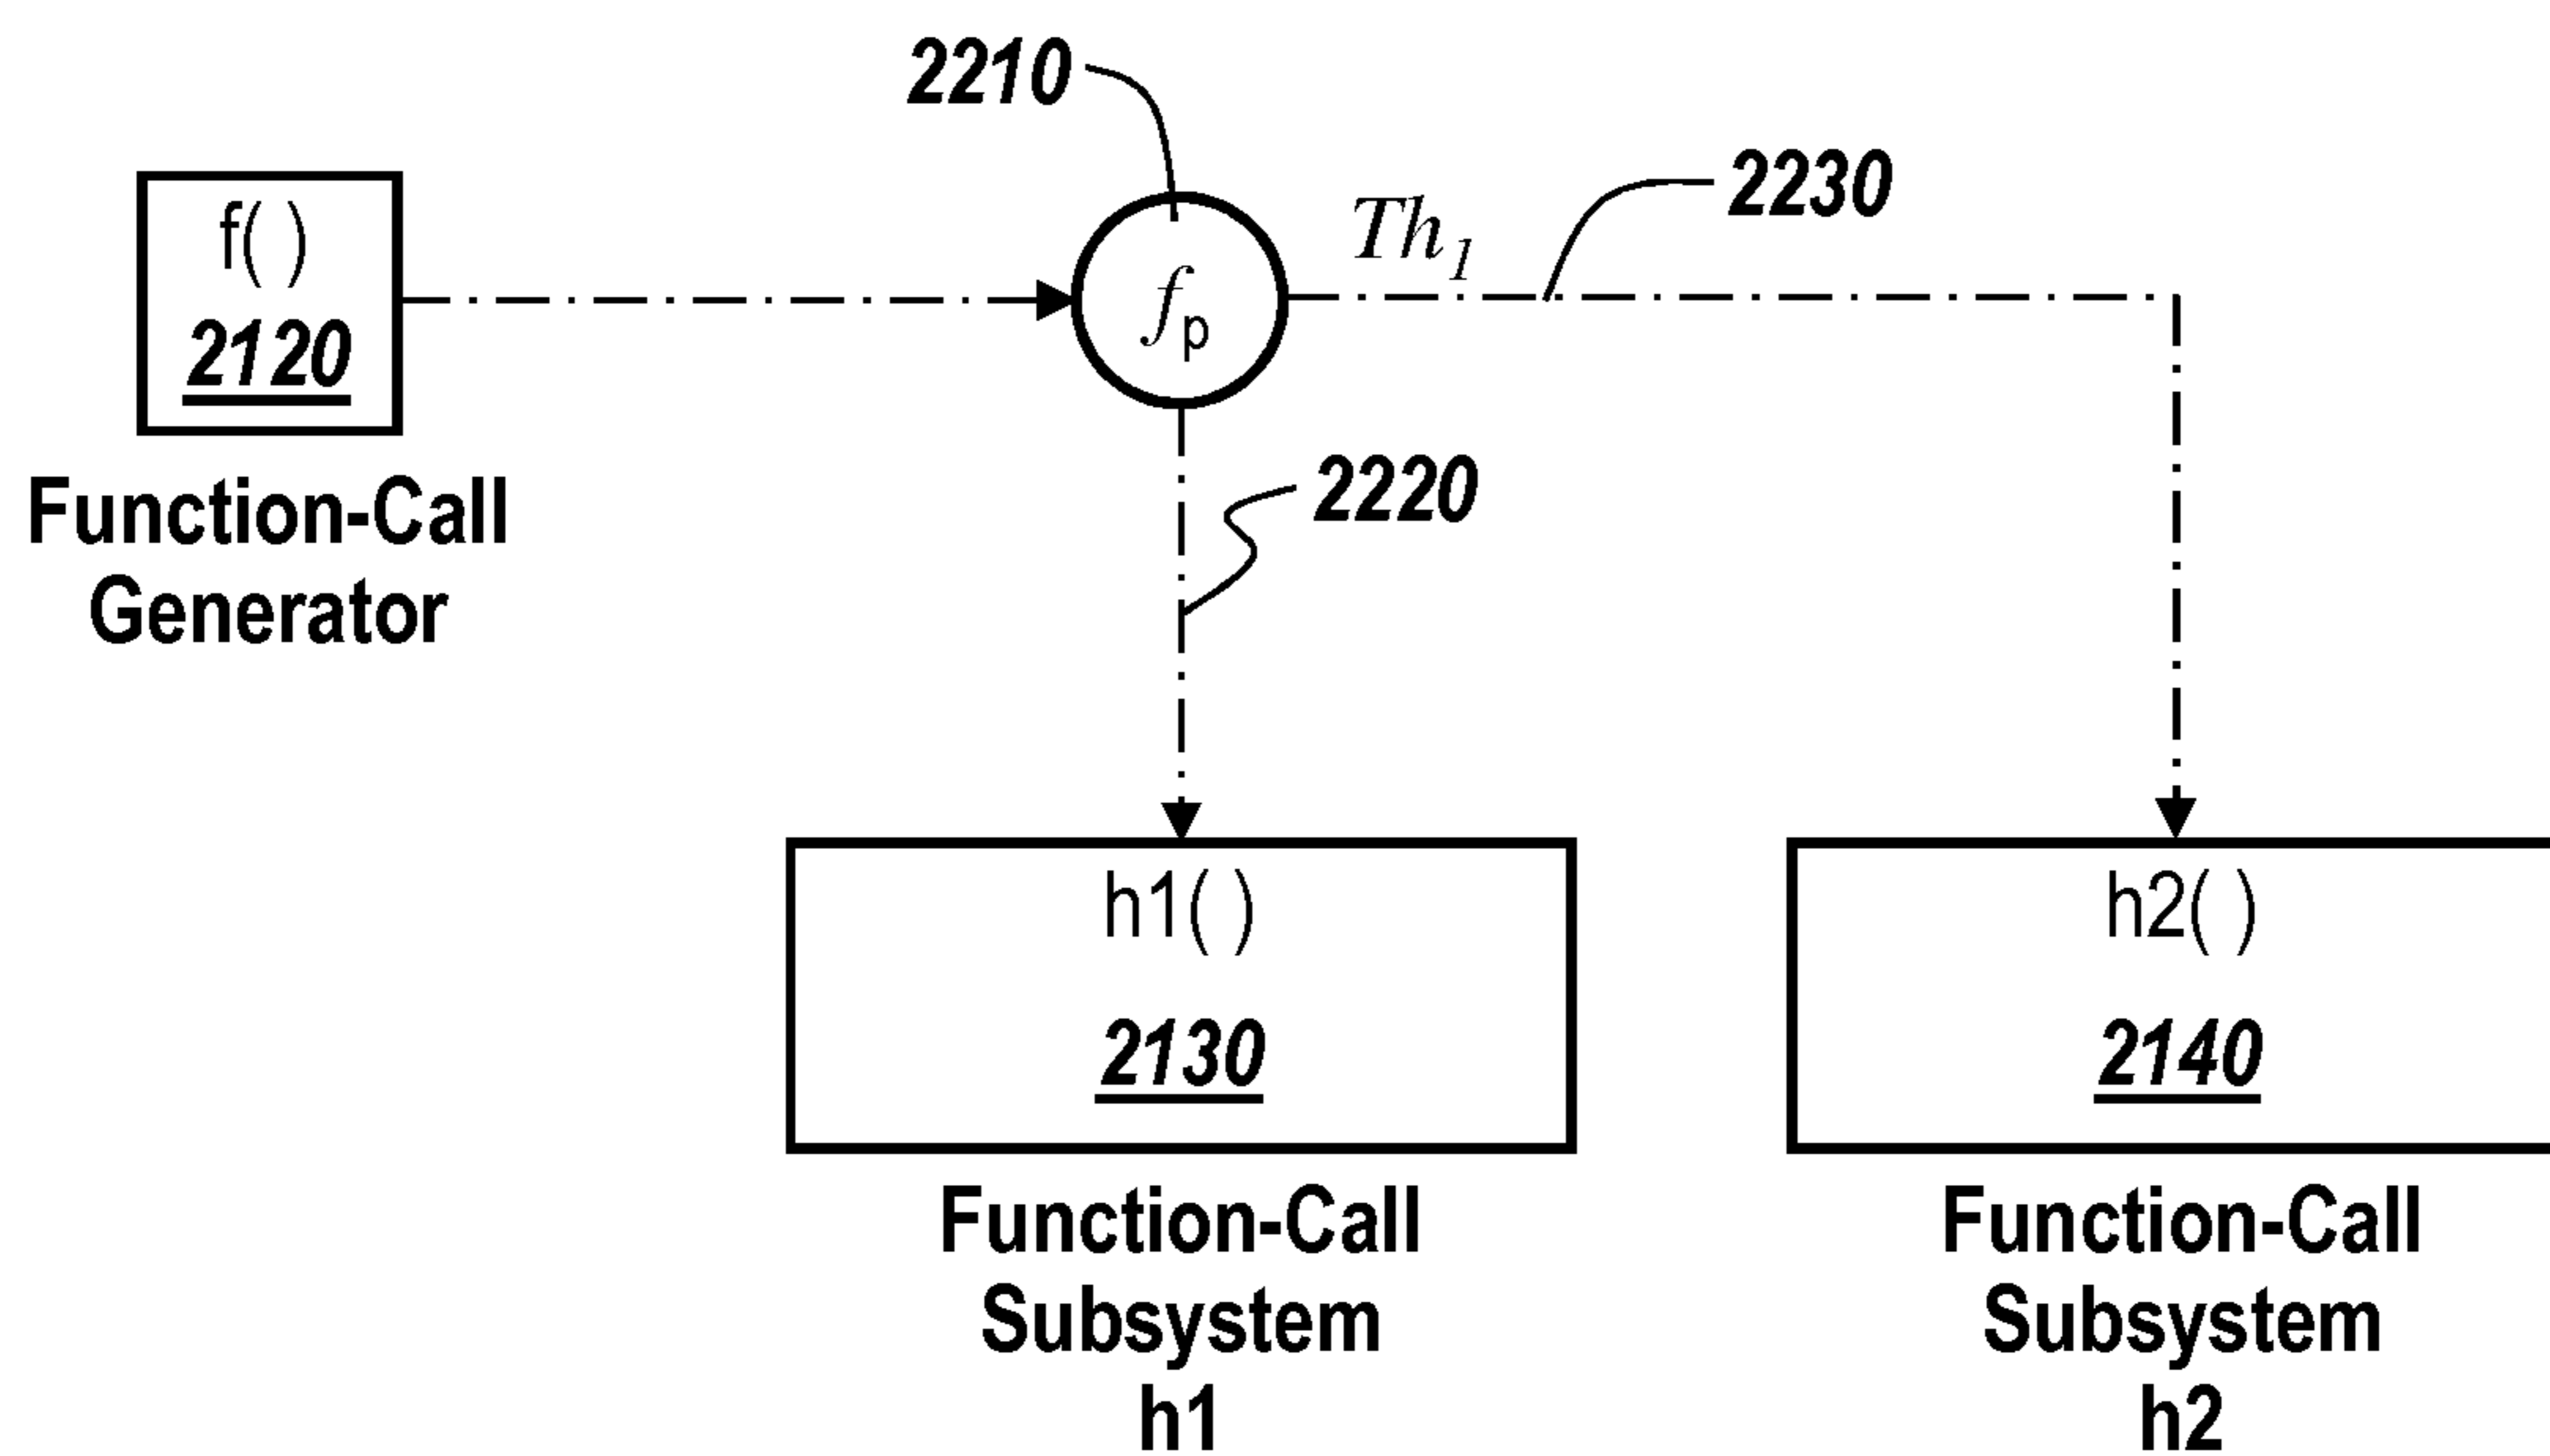 2210
2230
Th1
f( )
2120
fp
Function-Call
Generator
2220
h1( )
2130
h2( )
2140
Function-Call
Subsystem
h1
Function-Call
Subsystem
h2